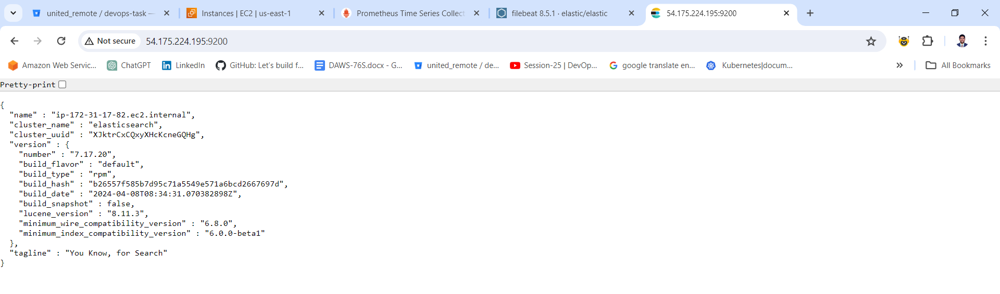 united_remote / devops-task —
Instances | EC2 | us-east-1
Prometheus Time Series Collect
filebeat 8.5.1 · elastic/elastic
54.175.224.195:9200
Not secure
54.175.224.195:9200
Amazon Web Servic...
ChatGPT
LinkedIn
GitHub: Let's build f...
DAWS-76S.docx - G...
united_remote / de...
Session-25 | DevOp...
google translate en...
Kubernetes|docum...
All Bookmarks
Pretty-print
{
"name" : "ip-172-31-17-82.ec2.internal",
"cluster_name" : "elasticsearch",
"cluster_uuid" : "XJktrCxCQxyXHcKcneGQHg",
"version" : {
"number" : "7.17.20",
"build_flavor" : "default",
"build_type" : "rpm",
"build_hash" : "b26557f585b7d95c71a5549e571a6bcd2667697d",
"build_date" : "2024-04-08T08:34:31.070382898Z",
"build_snapshot" : false,
"lucene_version" : "8.11.3",
"minimum_wire_compatibility_version" : "6.8.0",
"minimum_index_compatibility_version" : "6.0.0-beta1"
},
"tagline" : "You Know, for Search"
}